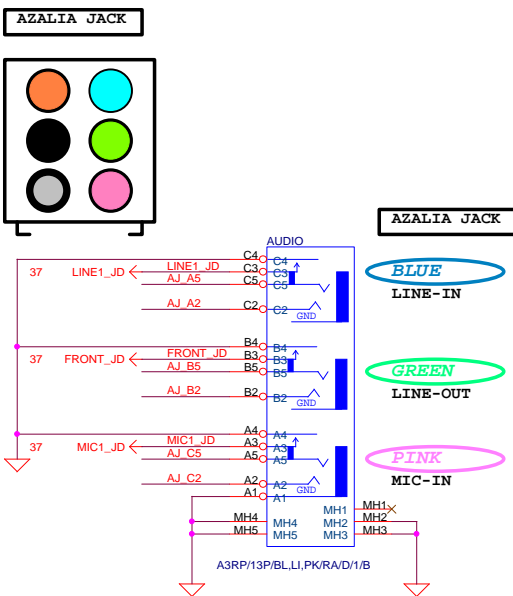 AZALIA JACK
AZALIA JACK
AUDIO
C4 C4
37 LINE1_JD LINE1_JD C3 C3
AJ_A5 C5 C5
BLUE
LINE-IN
AJ_A2 C2 C2
GND
B4 B4
37 FRONT_JD FRONT_JD B3 B3
AJ_B5 B5 B5
GREEN
LINE-OUT
AJ_B2 B2 B2
GND
A4 A4
37 MIC1_JD MIC1_JD A3 A3
AJ_C5 A5 A5
PINK
MIC-IN
AJ_C2 A2 A2
GND
A1 A1
MH1 MH1
MH4 MH4 MH2 MH2
MH5 MH5 MH3 MH3
A3RP/13P/BL,LI,PK/RA/D/1/B